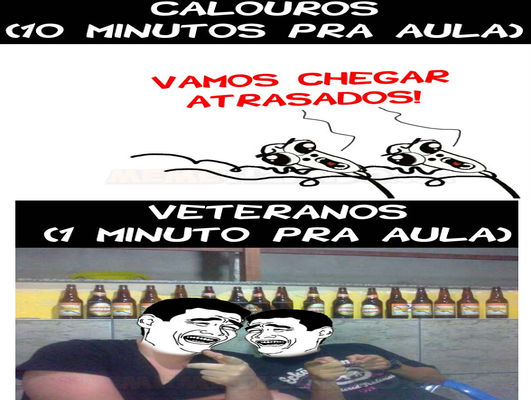 CALOUROS
(10 MINUTOS PRA AULA)
VAMOS CHEGAR
ATRASADOS!
VETERANOS
(1 MINUTO PRA AULA)